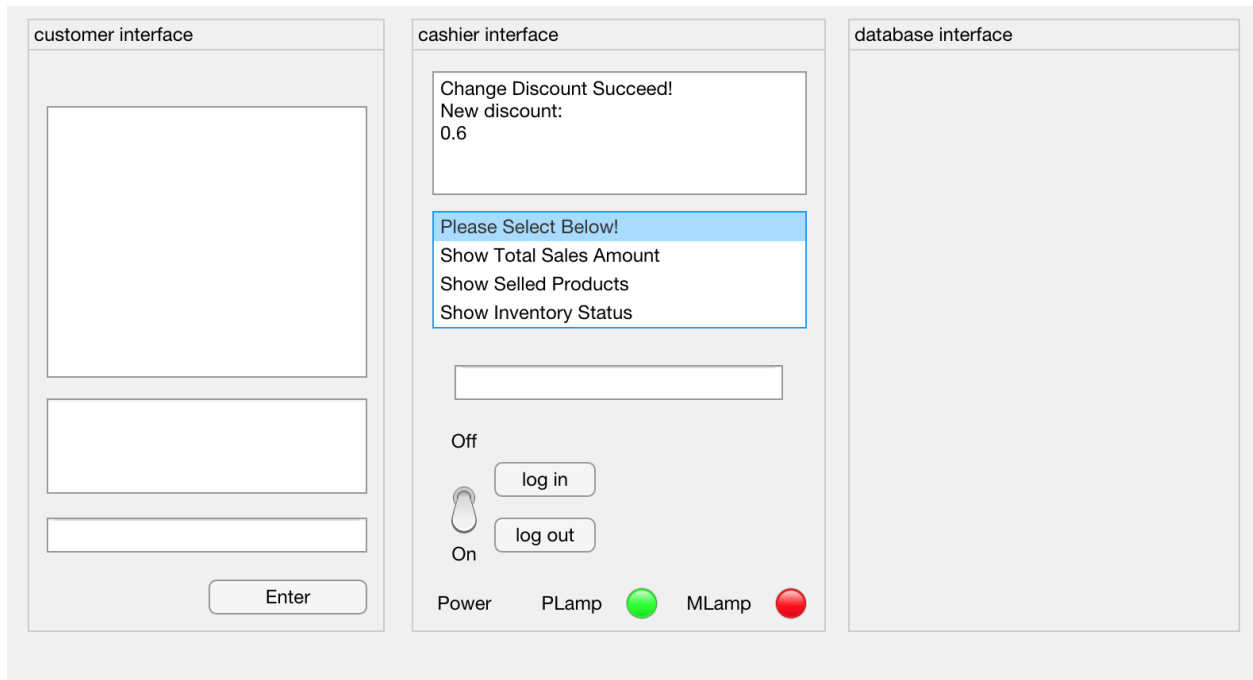 customer interface
Enter
cashier interface
Change Discount Succeed!
New discount:
0.6
Please Select Below!
Show Total Sales Amount
Show Selled Products
Show Inventory Status
Off
log in
log out
On
Power PLamp MLamp
database interface